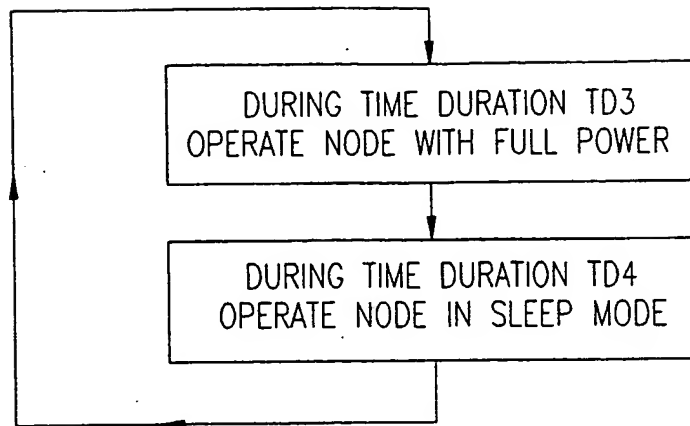 DURING TIME DURATION TD3
OPERATE NODE WITH FULL POWER
DURING TIME DURATION TD4
OPERATE NODE IN SLEEP MODE